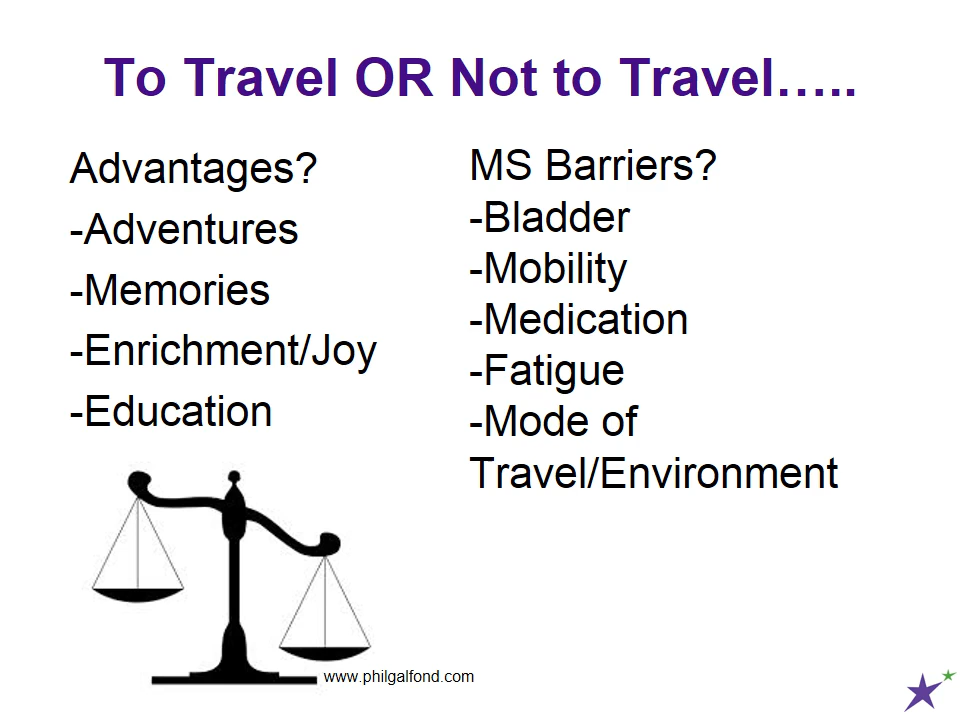 To Travel OR Not to Travel…..
Advantages?
-Adventures
-Memories
-Enrichment/Joy
-Education
MS Barriers?
-Bladder
-Mobility
-Medication
-Fatigue
-Mode of
Travel/Environment
www.philgalfond.com